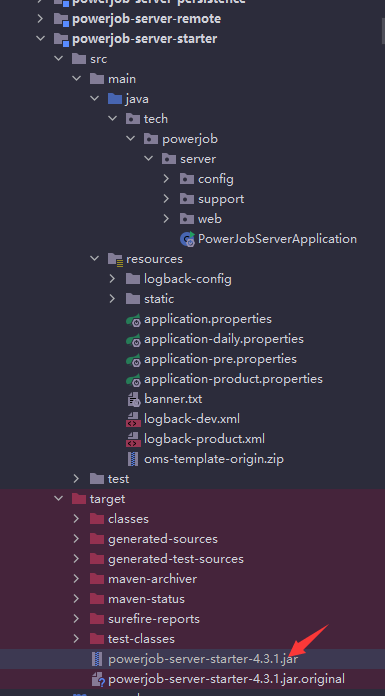 powerjob-server-persistence
powerjob-server-remote
powerjob-server-starter
src
main
java
tech
powerjob
server
config
support
web
PowerJobServerApplication
resources
logback-config
static
application.properties
application-daily.properties
application-pre.properties
application-product.properties
banner.txt
logback-dev.xml
logback-product.xml
oms-template-origin.zip
test
target
classes
generated-sources
generated-test-sources
maven-archiver
maven-status
surefire-reports
test-classes
powerjob-server-starter-4.3.1.jar
powerjob-server-starter-4.3.1.jar.original